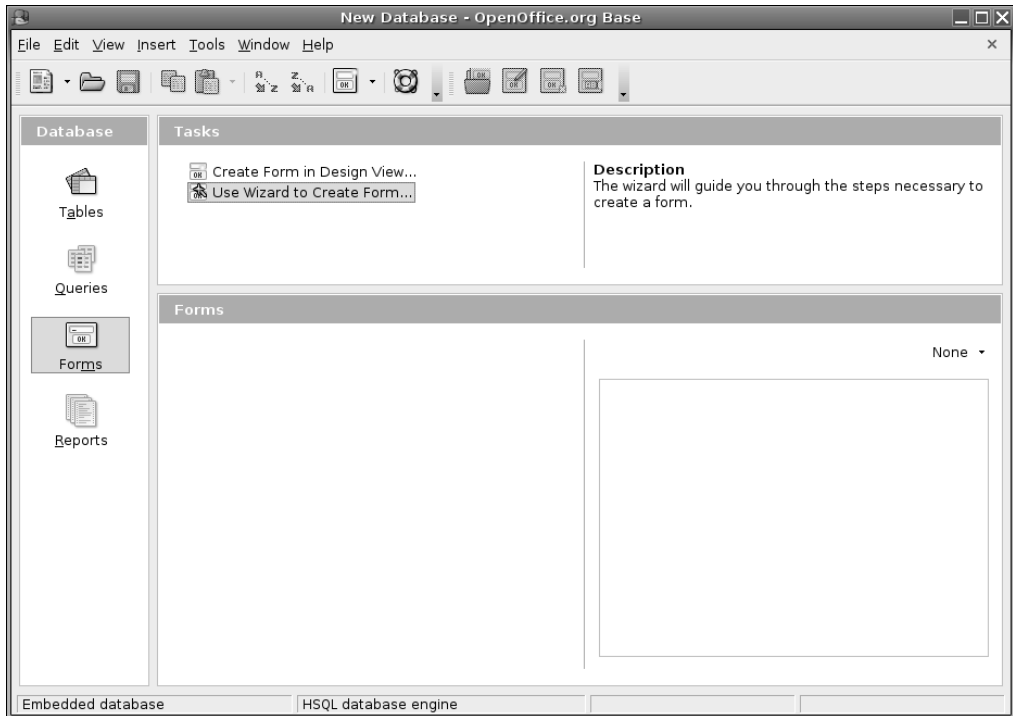 New Database - OpenOffice.org Base
File Edit View Insert Tools Window Help
Database
Tables
Queries
Forms
Reports
Tasks
Create Form in Design View...
Use Wizard to Create Form...
Description
The wizard will guide you through the steps necessary to
create a form.
Forms
None
Embedded database
HSQL database engine